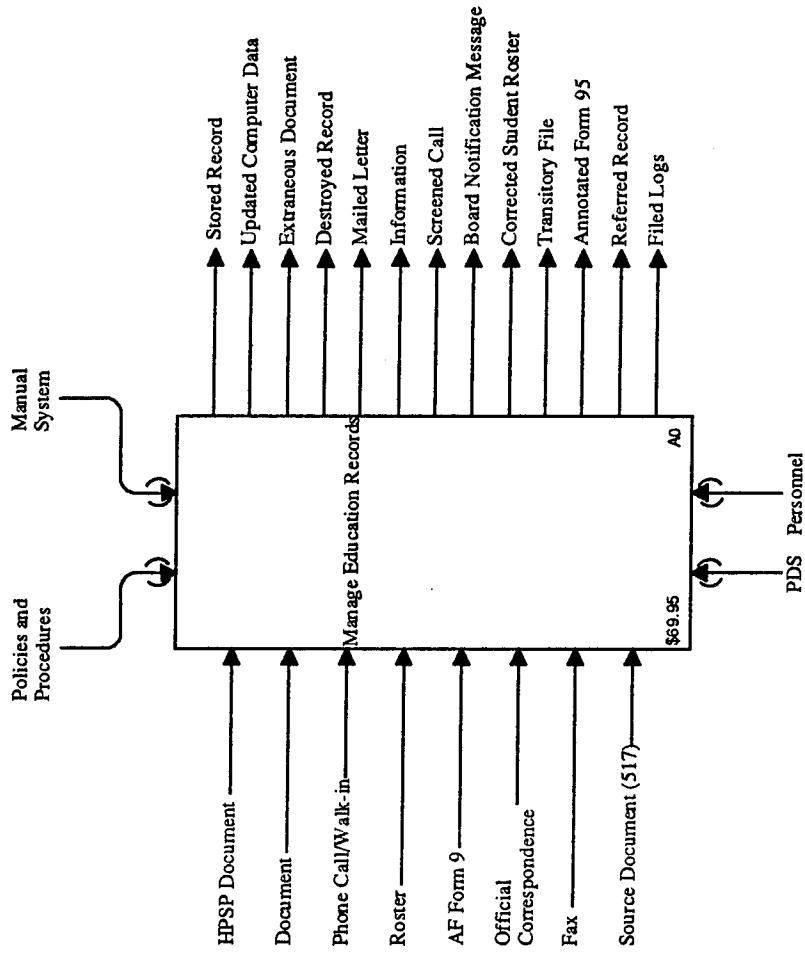 Policies and
Procedures
Manual
System
HPSP Document
Document
Phone Call/Walk-in
Roster
AF Form 9
Official
Correspondence
Fax
Source Document (517)
Manage Education Records
$69.95
A0
Stored Record
Updated Computer Data
Extraneous Document
Destroyed Record
Mailed Letter
Information
Screened Call
Board Notification Message
Corrected Student Roster
Transitory File
Annotated Form 95
Referred Record
Filed Logs
PDS
Personnel